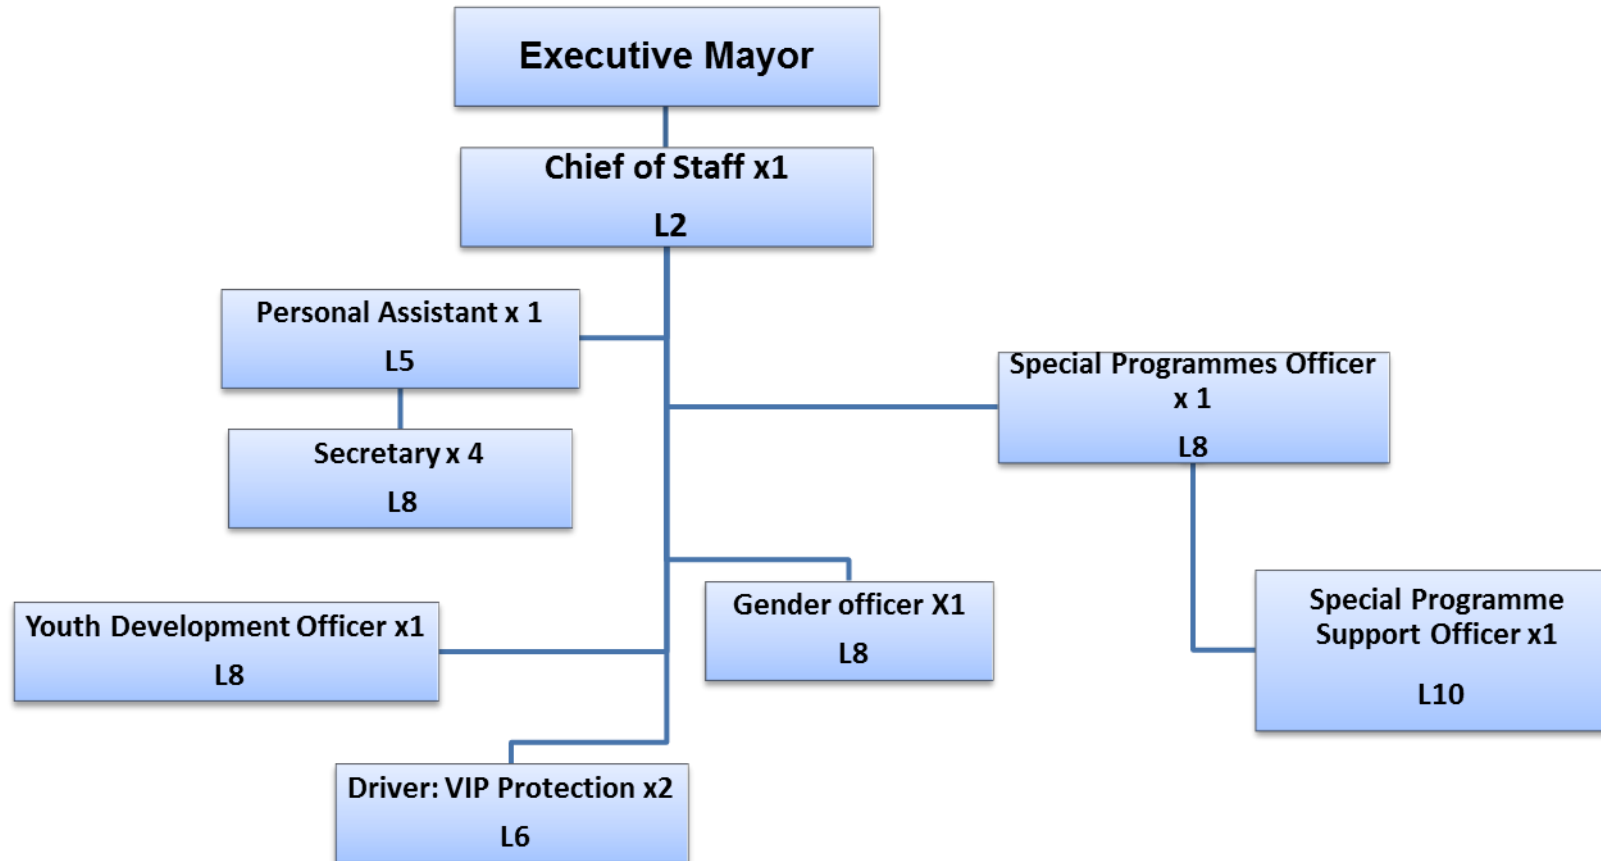 Executive Mayor
Chief of Staff x1
L2
Personal Assistant x 1
L5
Secretary x 4
L8
Special Programmes Officer
x 1
L8
Gender officer X1
L8
Youth Development Officer x1
L8
Special Programme
Support Officer x1
L10
Driver: VIP Protection x2
L6